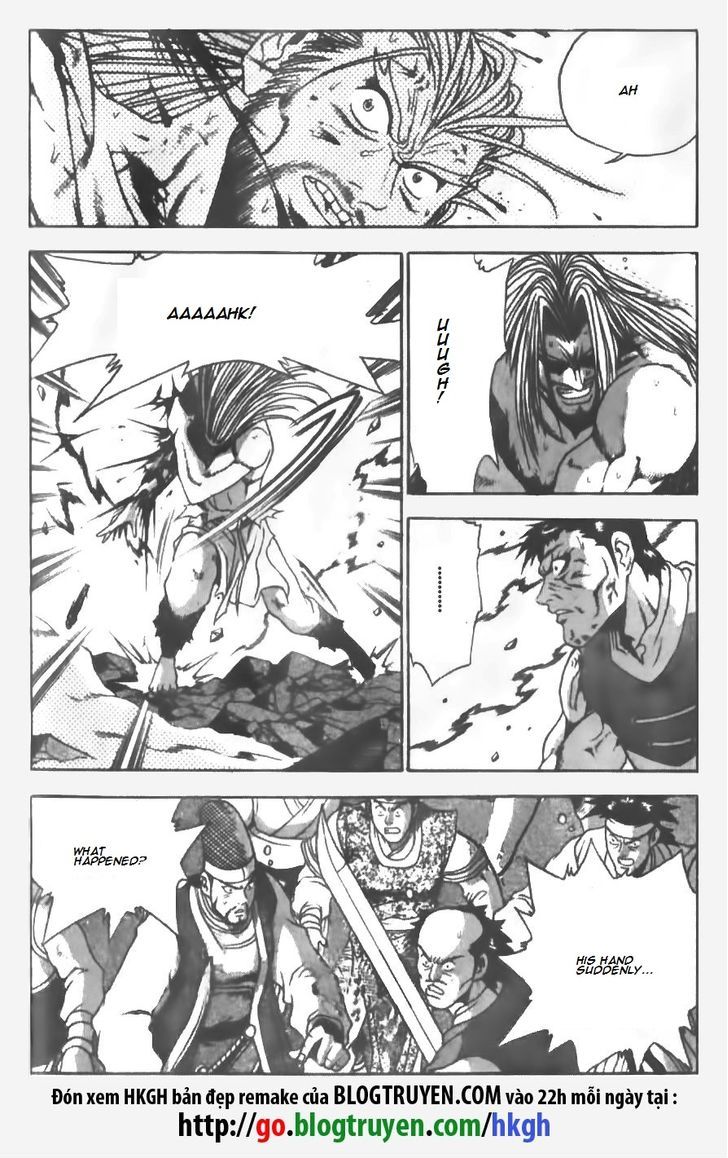 AH
AAAAAHK!
UUUGH!
.........
WHAT
HAPPENED?
HIS HAND
SUDDENLY...
Đón xem HKGH bản đẹp remake của BLOGTRUYEN.COM vào 22h mỗi ngày tại :
http://go.blogtruyen.com/hkgh